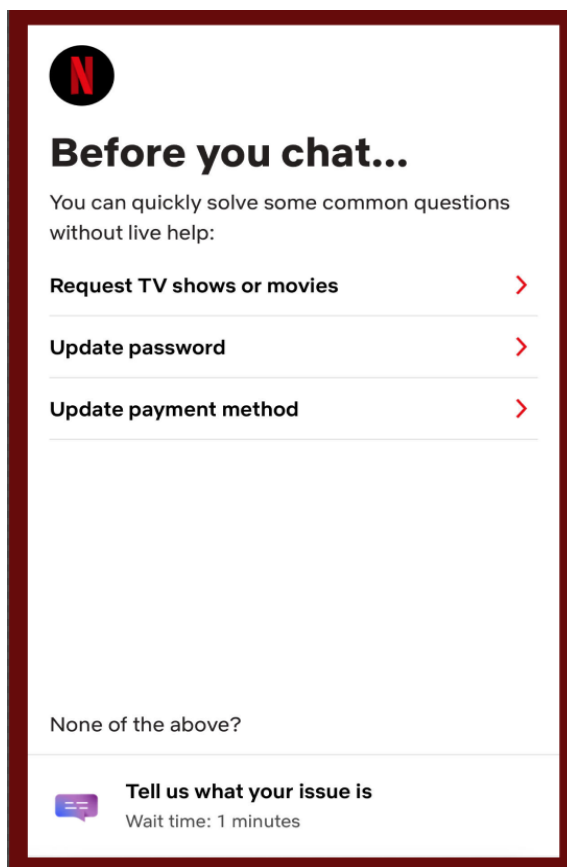 N
Before you chat...
You can quickly solve some common questions
without live help:
Request TV shows or movies
Update password
Update payment method
None of the above?
Tell us what your issue is
Wait time: 1 minutes